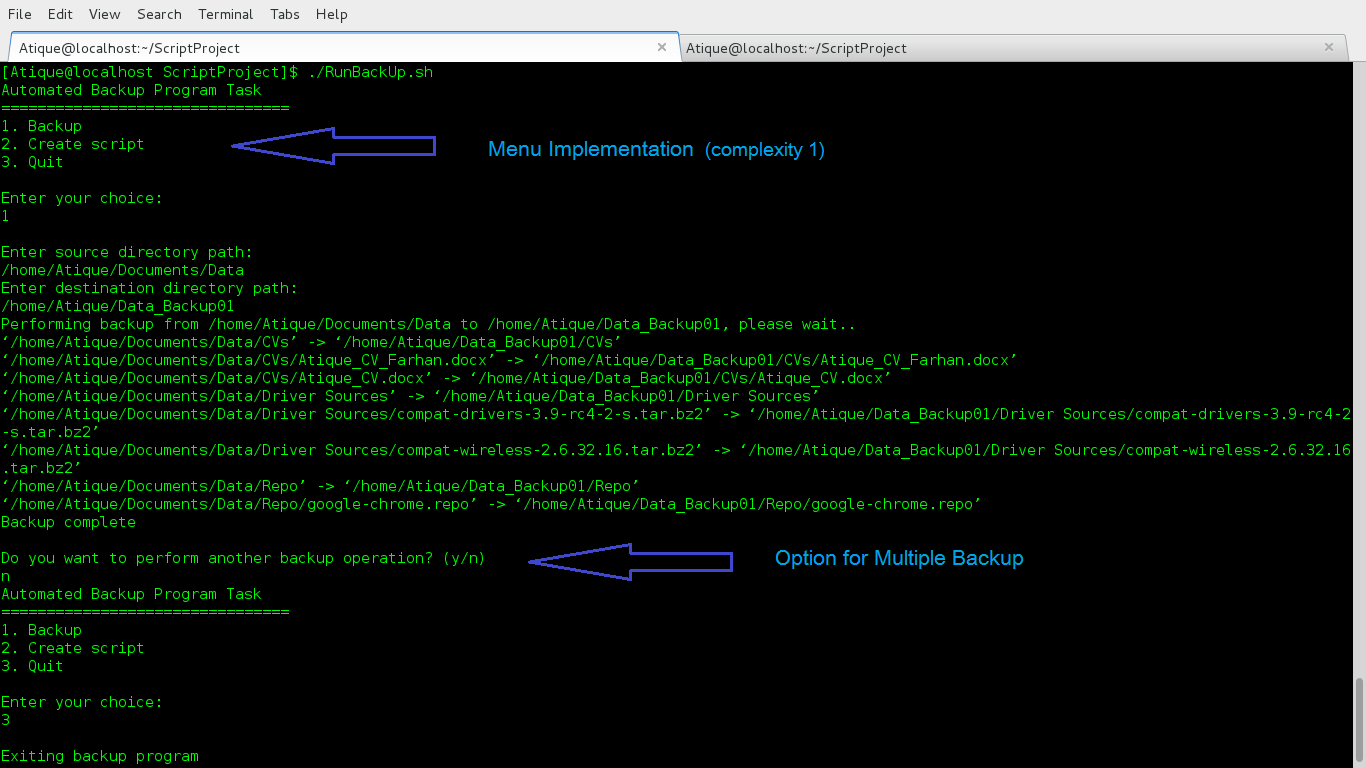 File Edit View Search Terminal Tabs Help
Atique@localhost:~/ScriptProject × Atique@localhost:~/ScriptProject ×
[Atique@localhost ScriptProject]$ ./RunBackUp.sh
Automated Backup Program Task
================================
1. Backup
2. Create script
Menu Implementation (complexity 1)
3. Quit
Enter your choice:
1
Enter source directory path:
/home/Atique/Documents/Data
Enter destination directory path:
/home/Atique/Data_Backup01
Performing backup from /home/Atique/Documents/Data to /home/Atique/Data_Backup01, please wait..
‘/home/Atique/Documents/Data/CVs’ -> ‘/home/Atique/Data_Backup01/CVs’
‘/home/Atique/Documents/Data/CVs/Atique_CV_Farhan.docx’ -> ‘/home/Atique/Data_Backup01/CVs/Atique_CV_Farhan.docx’
‘/home/Atique/Documents/Data/CVs/Atique_CV.docx’ -> ‘/home/Atique/Data_Backup01/CVs/Atique_CV.docx’
‘/home/Atique/Documents/Data/Driver Sources’ -> ‘/home/Atique/Data_Backup01/Driver Sources’
‘/home/Atique/Documents/Data/Driver Sources/compat-drivers-3.9-rc4-2-s.tar.bz2’ -> ‘/home/Atique/Data_Backup01/Driver Sources/compat-drivers-3.9-rc4-2
-s.tar.bz2’
‘/home/Atique/Documents/Data/Driver Sources/compat-wireless-2.6.32.16.tar.bz2’ -> ‘/home/Atique/Data_Backup01/Driver Sources/compat-wireless-2.6.32.16
.tar.bz2’
‘/home/Atique/Documents/Data/Repo’ -> ‘/home/Atique/Data_Backup01/Repo’
‘/home/Atique/Documents/Data/Repo/google-chrome.repo’ -> ‘/home/Atique/Data_Backup01/Repo/google-chrome.repo’
Backup complete
Do you want to perform another backup operation? (y/n)
Option for Multiple Backup
n
Automated Backup Program Task
================================
1. Backup
2. Create script
3. Quit
Enter your choice:
3
Exiting backup program